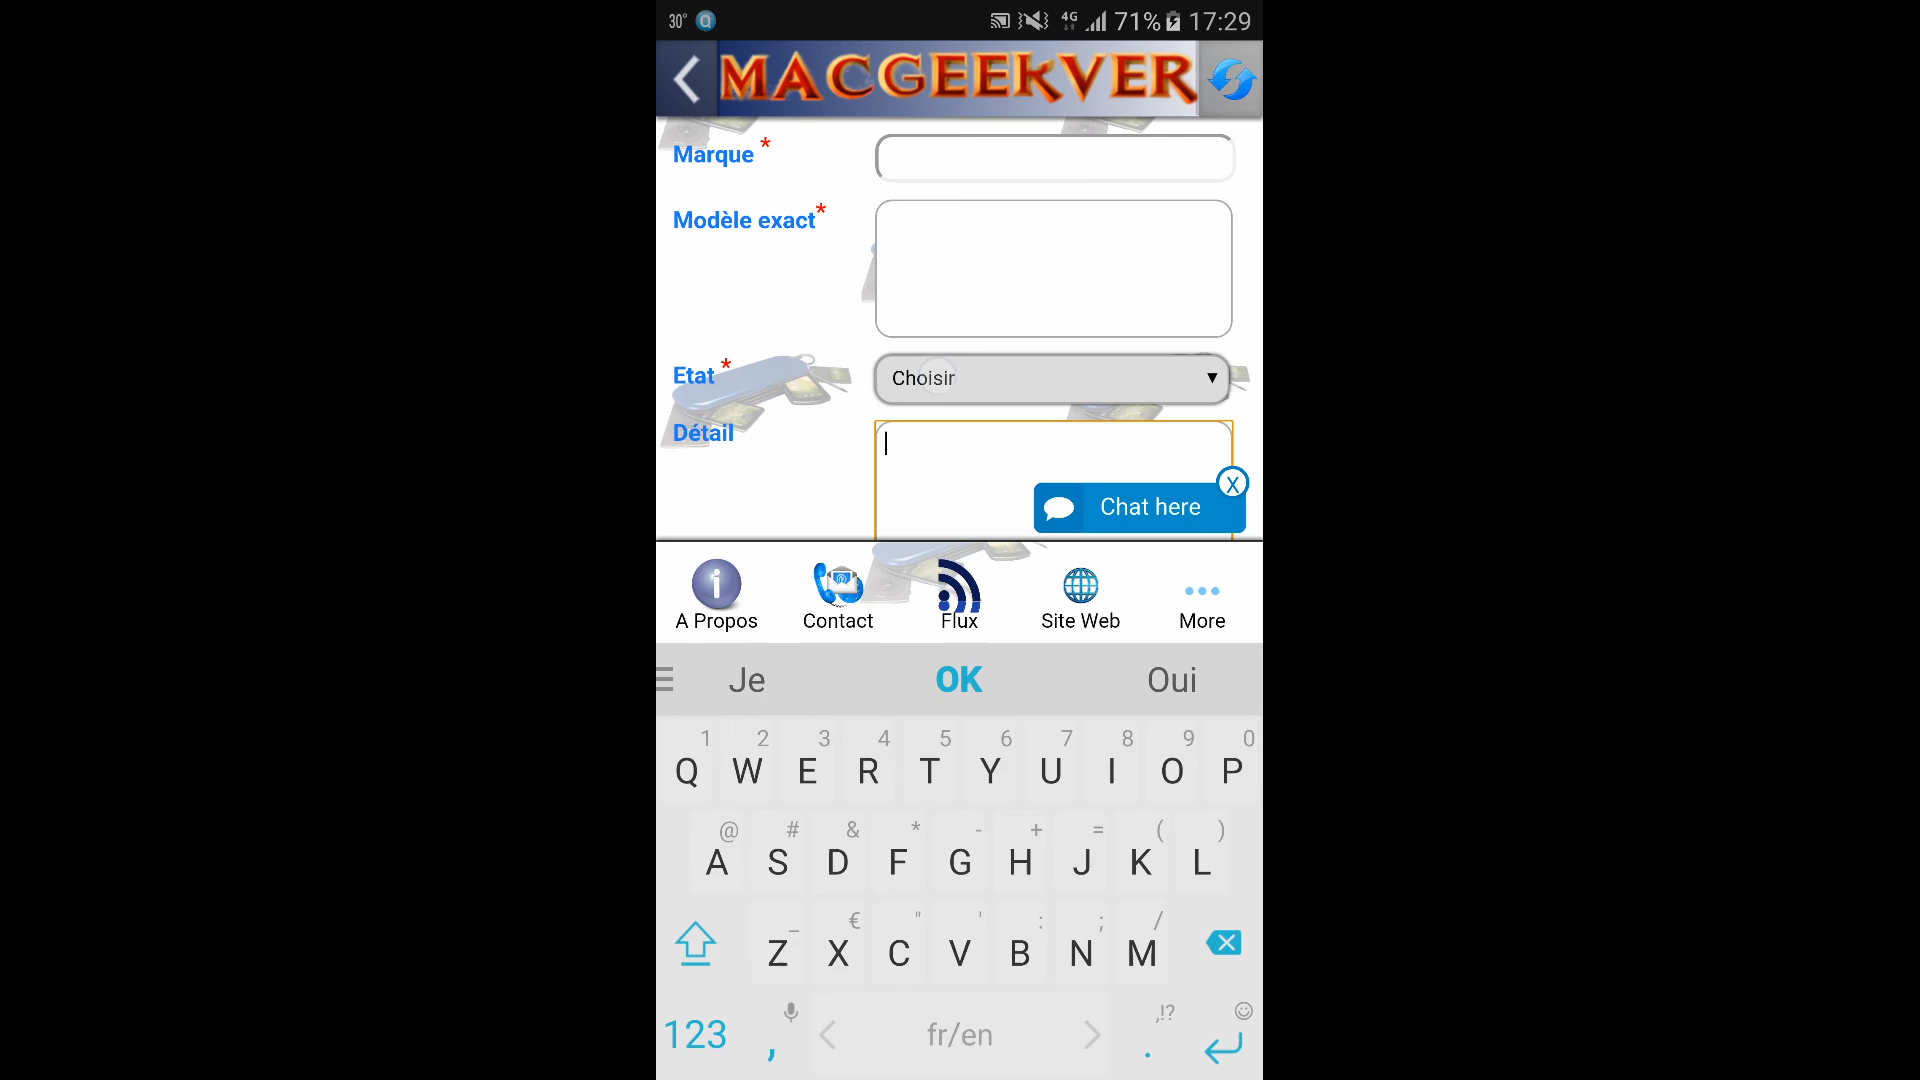 30° Q 4G 71% 17:29
MACGEEKVER
Marque *
Modèle exact*
Etat * Choisir ▼
Détail
X
Chat here
A Propos Contact Flux Site Web More
Je OK Oui
1 2 3 4 5 6 7 8 9 0
Q W E R T Y U I O P
@ # & * - + = ( )
A S D F G H J K L
_ € " ' : ; /
Z X C V B N M
,!?
123 , < fr/en > .